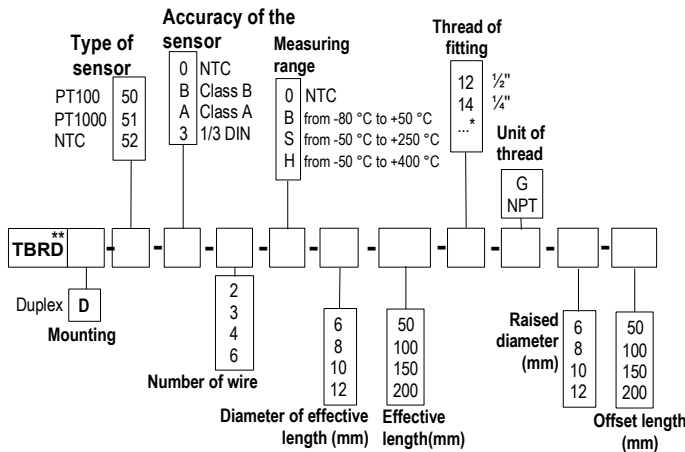 Type of
sensor
PT100 50
PT1000 51
NTC 52
Accuracy of the
sensor
0 NTC
B Class B
A Class A
3 1/3 DIN
Measuring
range
0 NTC
B from -80 °C to +50 °C
S from -50 °C to +250 °C
H from -50 °C to +400 °C
Thread of
fitting
12 ½"
14 ¼"
...*
Unit of
thread
G
NPT
TBRD** - - - - - - - - -
Duplex D
Mounting
2
3
4
6
Number of wire
6
8
10
12
Diameter of effective
length (mm)
50
100
150
200
Effective
length(mm)
Raised
diameter
(mm)
6
8
10
12
50
100
150
200
Offset length
(mm)